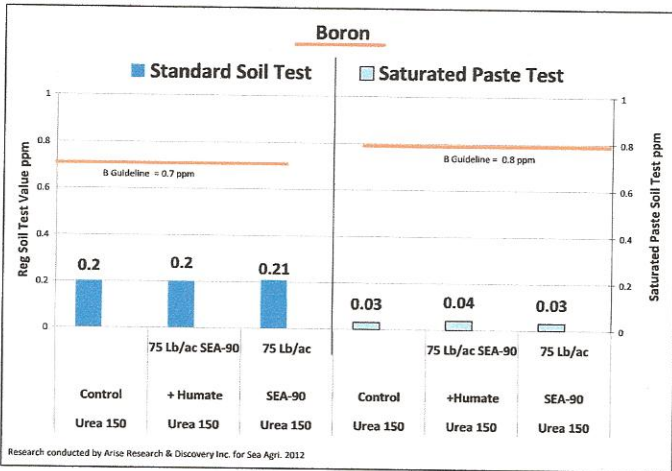 Boron
Standard Soil Test
Saturated Paste Test
Reg Soil Test Value ppm
Saturated Paste Soil Test ppm
1
0.8
0.6
0.4
0.2
0
B Guideline = 0.7 ppm
0.2
0.2
0.21
B Guideline = 0.8 ppm
0.03
0.04
0.03
1
0.8
0.6
0.4
0.2
0
75 Lb/ac SEA-90 75 Lb/ac 75 Lb/ac SEA-90 75 Lb/ac
Control + Humate SEA-90 Control +Humate SEA-90
Urea 150 Urea 150 Urea 150 Urea 150 Urea 150 Urea 150
Research conducted by Arise Research & Discovery Inc. for Sea Agri. 2012